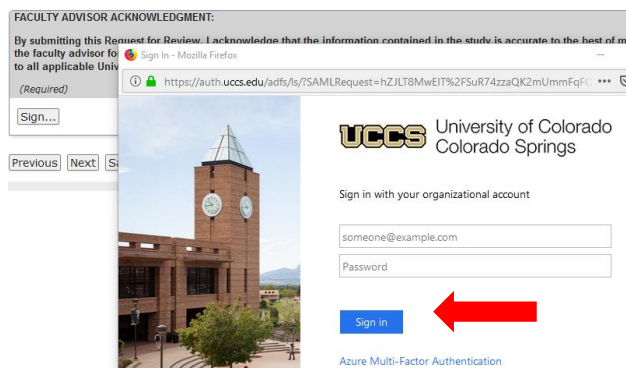 FACULTY ADVISOR ACKNOWLEDGMENT:
By submitting this Request for Review, I acknowledge that the information contained in the study is accurate to the best of m
the faculty advisor fo
to all applicable Univ
(Required)
Sign...
Previous Next Sa
Sign In - Mozilla Firefox
https://auth.uccs.edu/adfs/ls/?SAMLRequest=hZJLT8MwEIT%2FSuR74zzaQK2mUmmFqFC
UCCS University of Colorado
Colorado Springs
Sign in with your organizational account
someone@example.com
Password
Sign in
Azure Multi-Factor Authentication